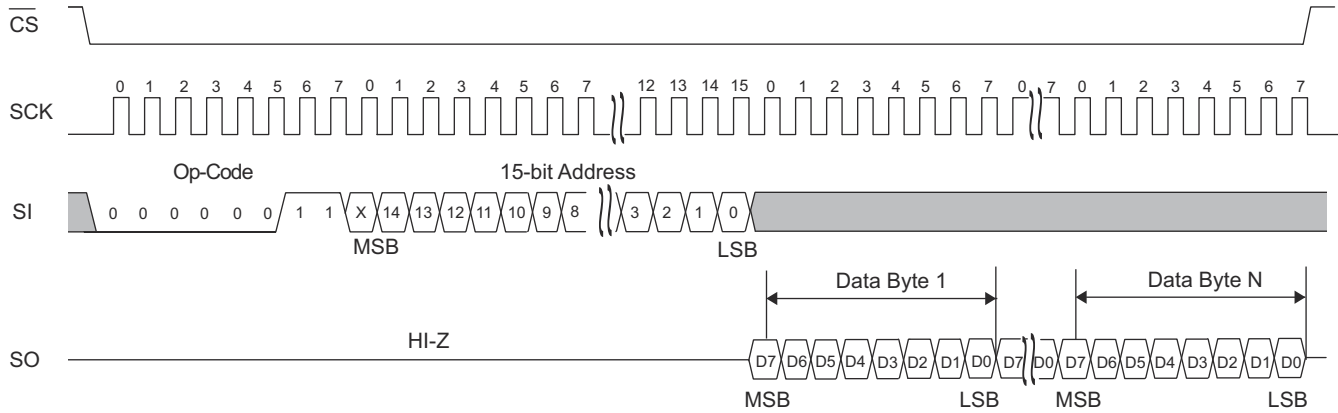 CS
0 1 2 3 4 5 6 7 0 1 2 3 4 5 6 7 12 13 14 15 0 1 2 3 4 5 6 7 0 7 0 1 2 3 4 5 6 7
SCK
Op-Code 15-bit Address
SI 0 0 0 0 0 0 1 1 X 14 13 12 11 10 9 8 3 2 1 0
MSB LSB
Data Byte 1 Data Byte N
HI-Z
SO D7 D6 D5 D4 D3 D2 D1 D0 D7 D0 D7 D6 D5 D4 D3 D2 D1 D0
MSB LSB MSB LSB